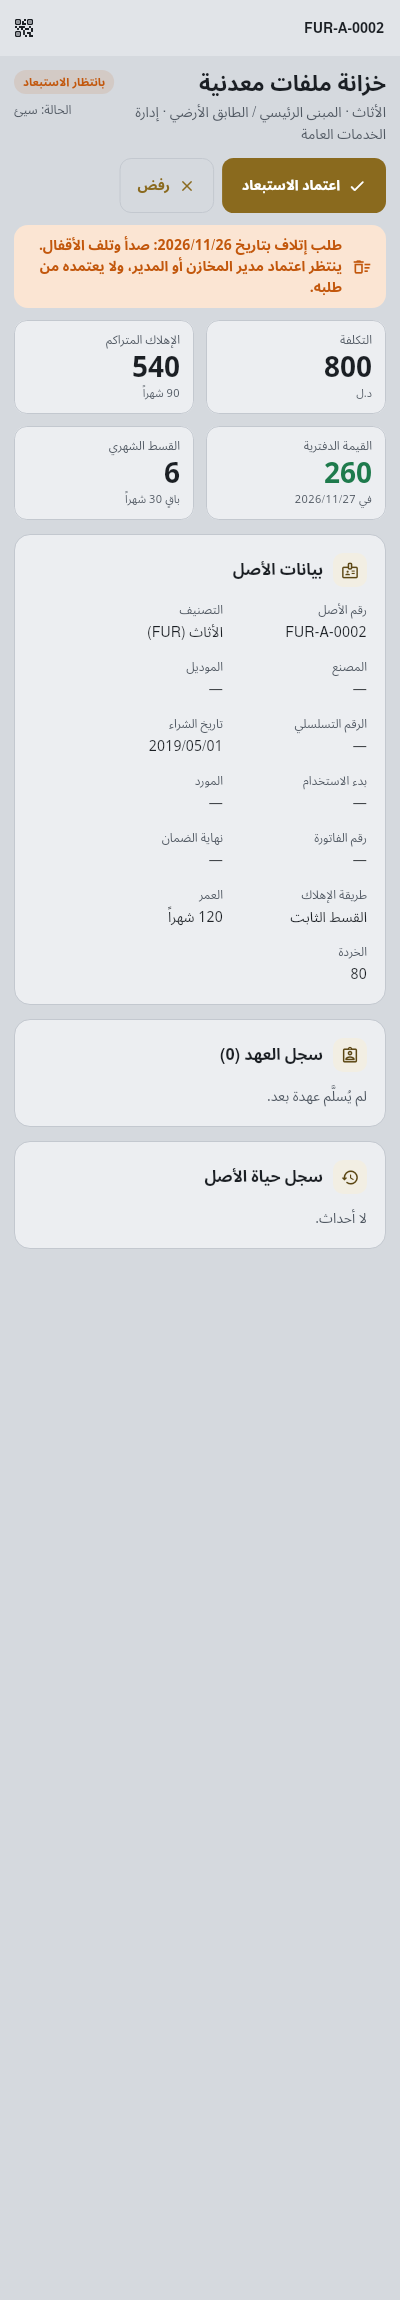 FUR-A-0002
خزانة ملفات معدنية
بانتظار الاستبعاد
الأثاث · المبنى الرئيسي / الطابق الأرضي · إدارة
الخدمات العامة
الحالة: سيئ
اعتماد الاستبعاد
رفض
طلب إتلاف بتاريخ 2026/11/26: صدأ وتلف الأقفال.
ينتظر اعتماد مدير المخازن أو المدير، ولا يعتمده من
طلبه.
التكلفة
800
د.ل
الإهلاك المتراكم
540
90 شهراً
القيمة الدفترية
260
في 2026/11/27
القسط الشهري
6
باقٍ 30 شهراً
بيانات الأصل
رقم الأصل
FUR-A-0002
التصنيف
الأثاث (FUR)
المصنع
—
الموديل
—
الرقم التسلسلي
—
تاريخ الشراء
2019/05/01
بدء الاستخدام
—
المورد
—
رقم الفاتورة
—
نهاية الضمان
—
طريقة الإهلاك
القسط الثابت
العمر
120 شهراً
الخردة
80
سجل العهد (0)
لم يُسلَّم عهدة بعد.
سجل حياة الأصل
لا أحداث.